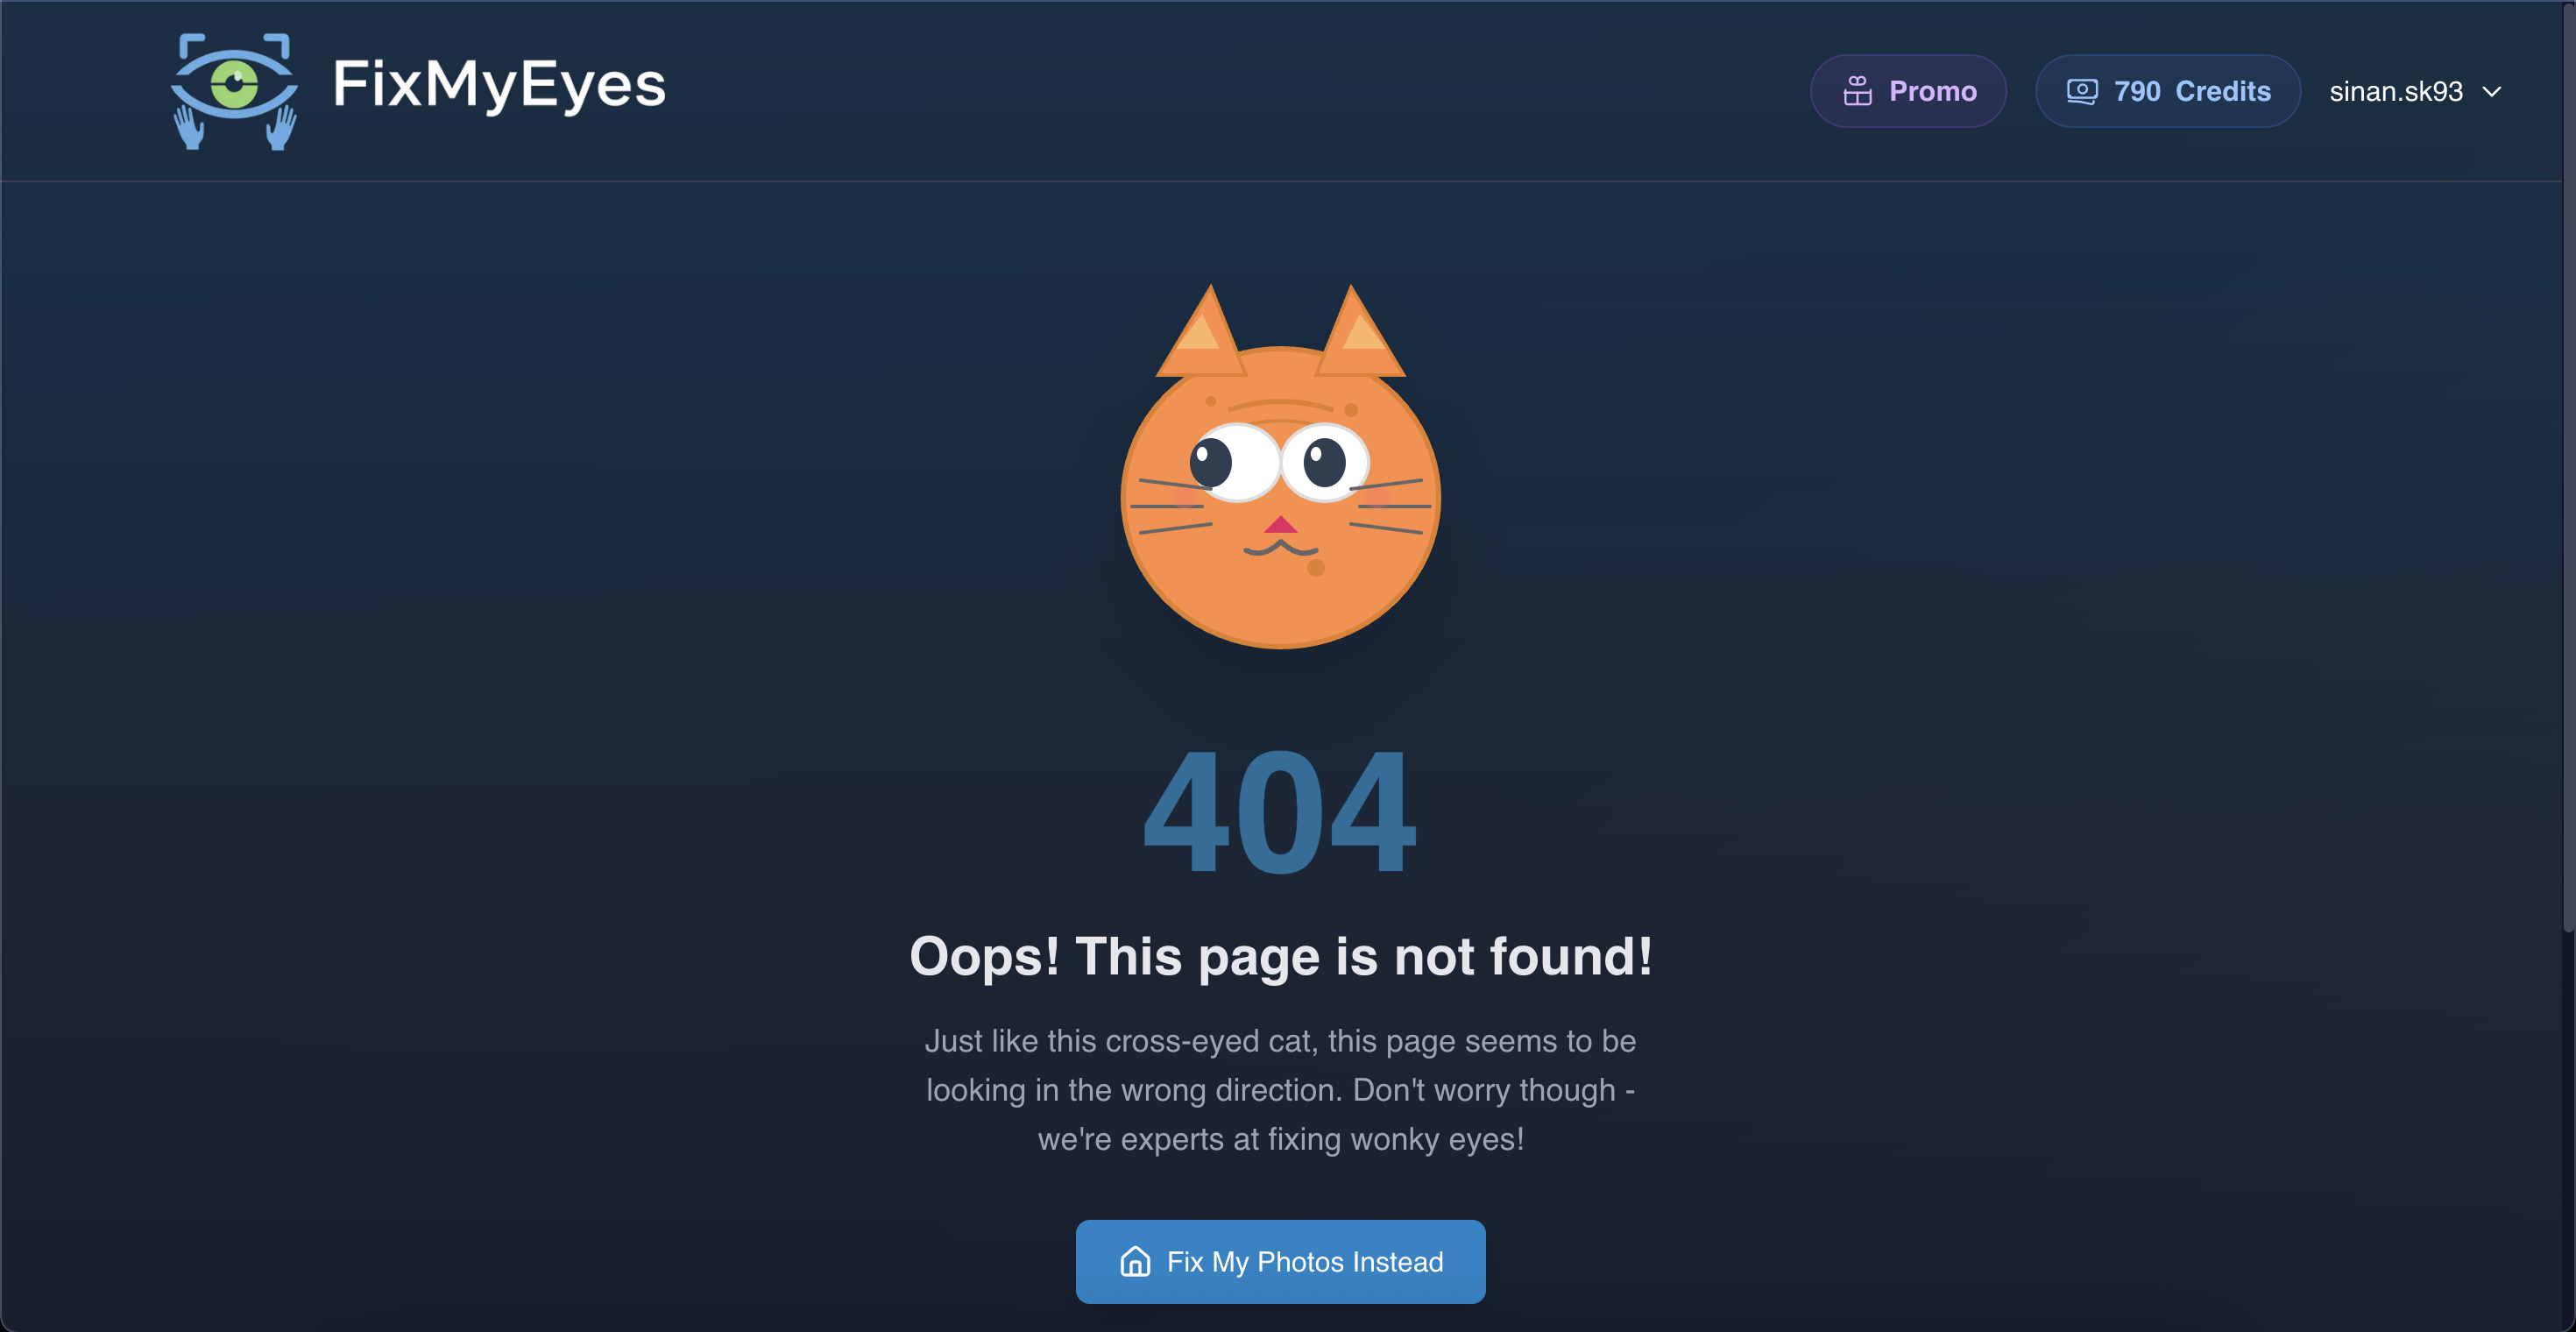 FixMyEyes
Promo
790 Credits
sinan.sk93
404
Oops! This page is not found!
Just like this cross-eyed cat, this page seems to be
looking in the wrong direction. Don't worry though -
we're experts at fixing wonky eyes!
Fix My Photos Instead